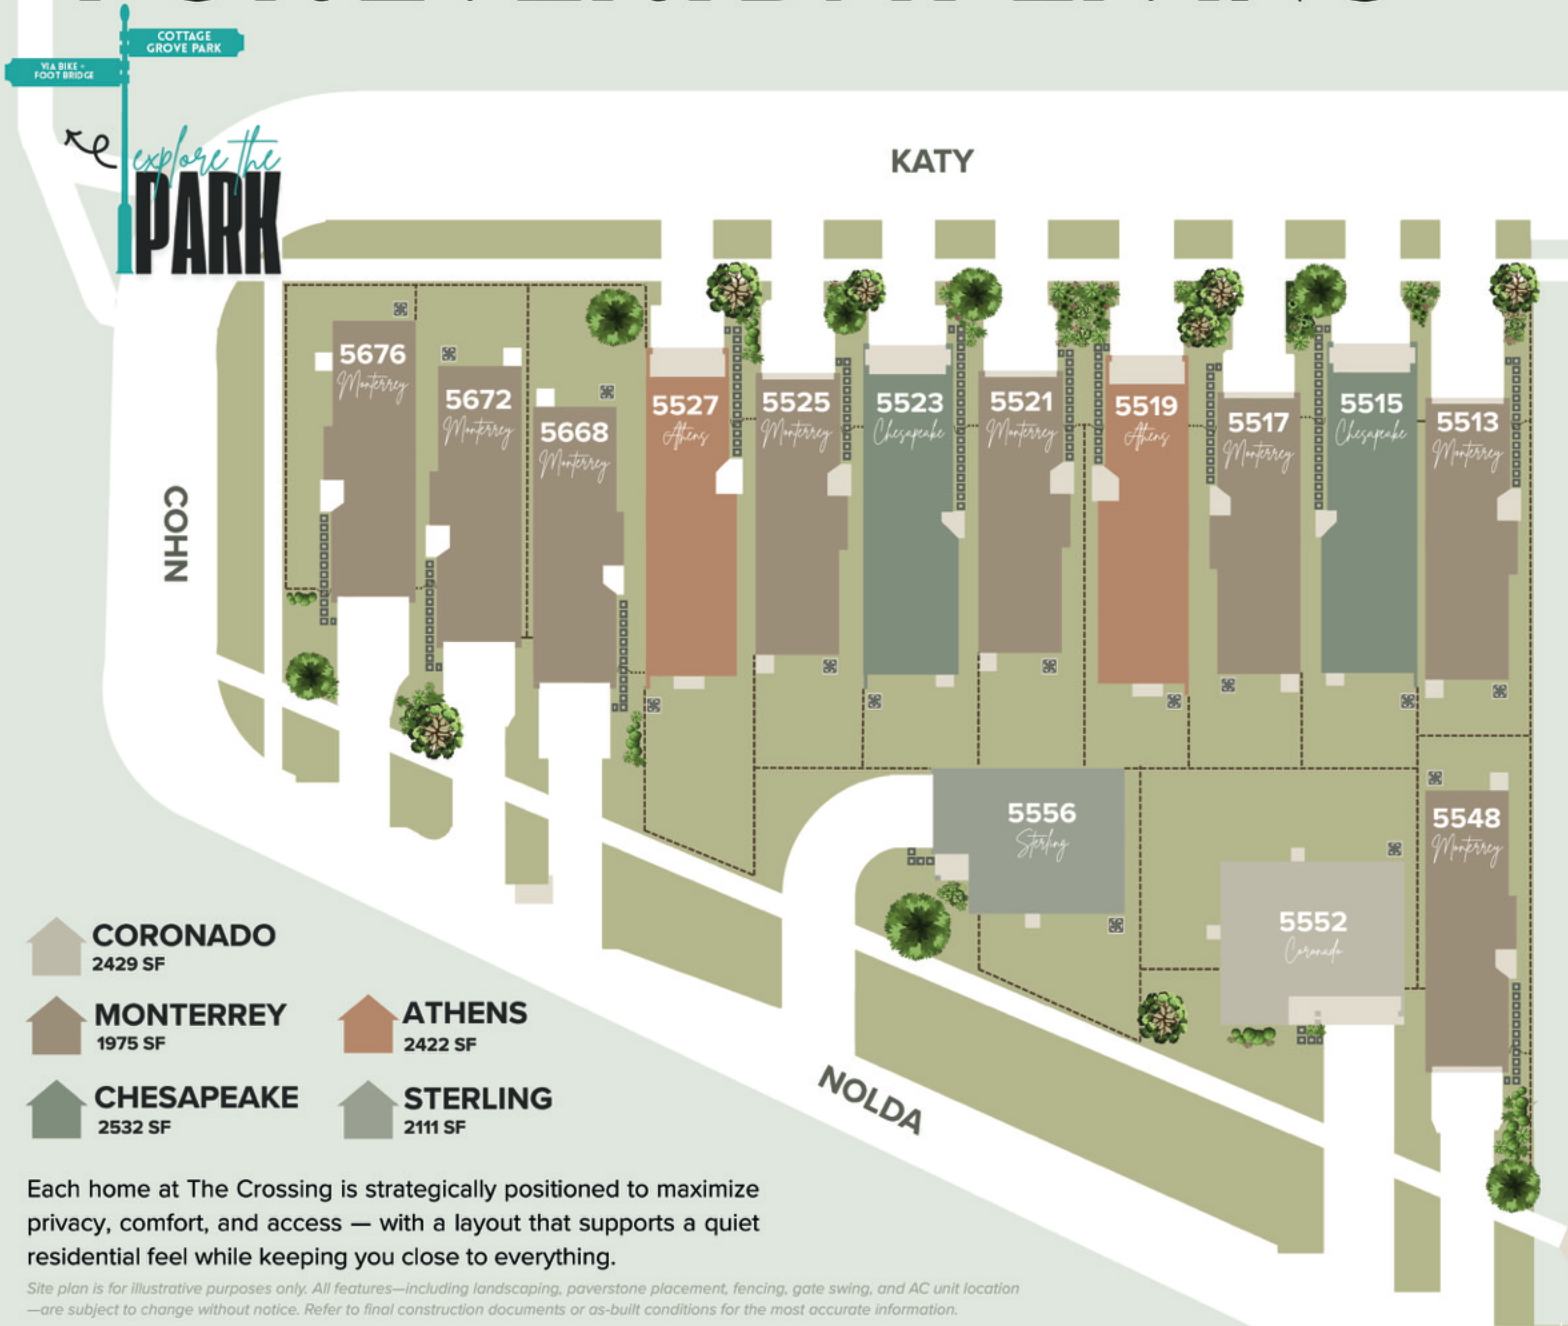 COTTAGE
GROVE PARK
VIA BIKE +
FOOT BRIDGE
explore the
PARK
KATY
COHN
NOLDA
5676
Monterrey
5672
Monterrey
5668
Monterrey
5527
Athens
5525
Monterrey
5523
Chesapeake
5521
Monterrey
5519
Athens
5517
Monterrey
5515
Chesapeake
5513
Monterrey
5556
Sterling
5552
Coronado
5548
Monterrey
CORONADO
2429 SF
MONTERREY
1975 SF
ATHENS
2422 SF
CHESAPEAKE
2532 SF
STERLING
2111 SF
Each home at The Crossing is strategically positioned to maximize
privacy, comfort, and access — with a layout that supports a quiet
residential feel while keeping you close to everything.
Site plan is for illustrative purposes only. All features—including landscaping, paverstone placement, fencing, gate swing, and AC unit location
—are subject to change without notice. Refer to final construction documents or as-built conditions for the most accurate information.